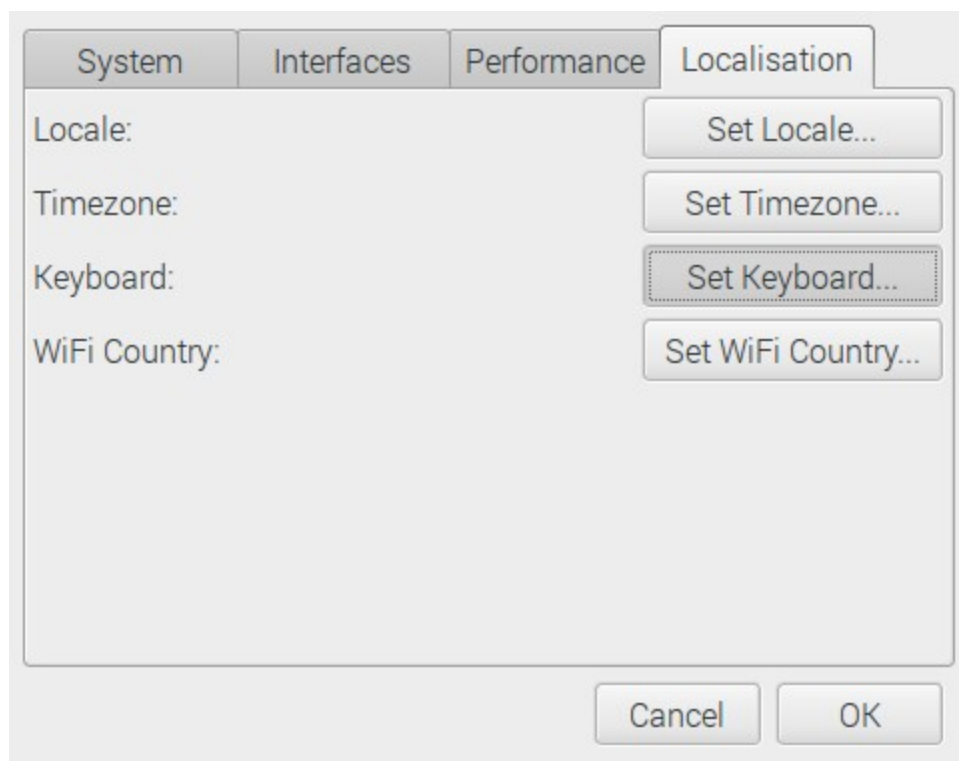 System Interfaces Performance Localisation
Locale: Set Locale...
Timezone: Set Timezone...
Keyboard: Set Keyboard...
WiFi Country: Set WiFi Country...
Cancel OK